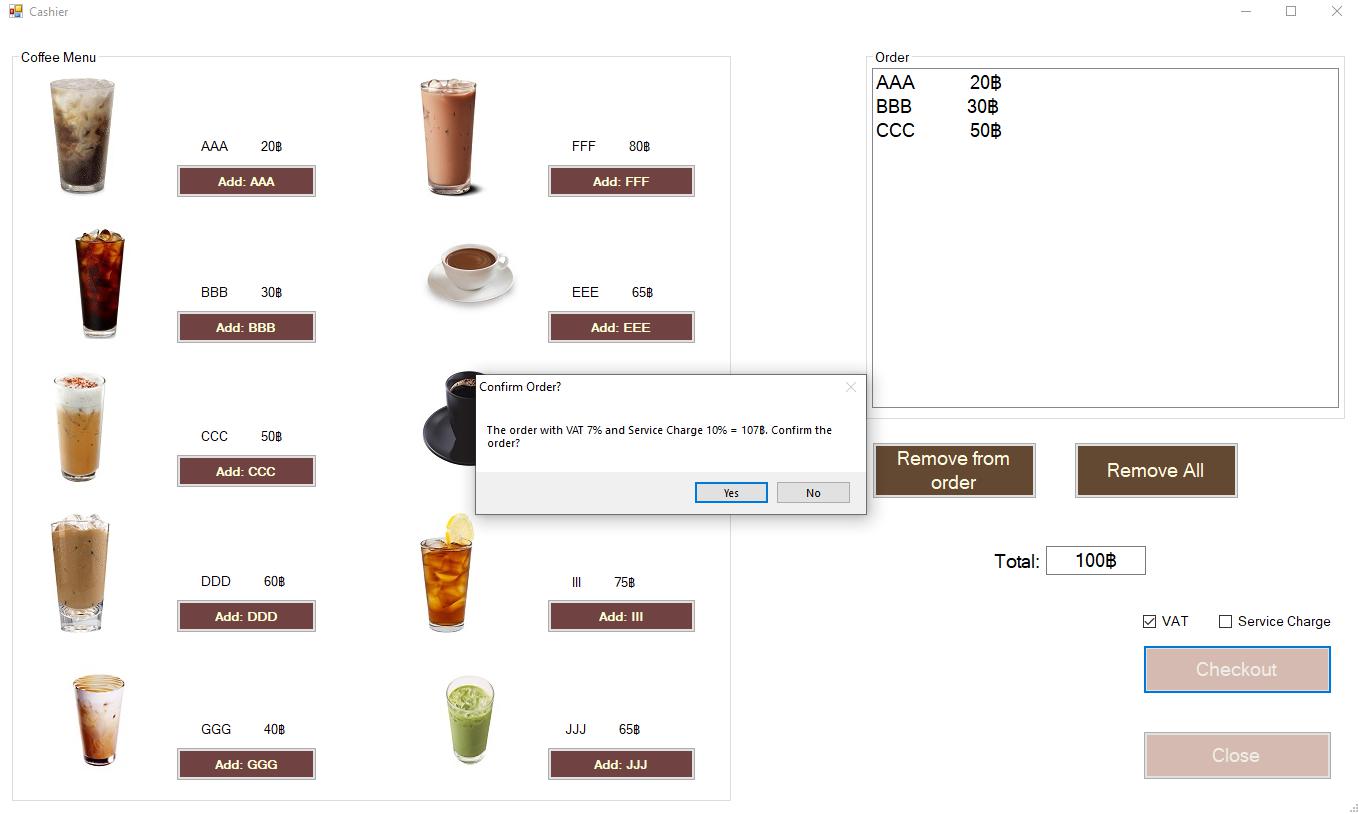 Cashier
Coffee Menu
AAA 20฿
Add: AAA
FFF 80฿
Add: FFF
BBB 30฿
Add: BBB
EEE 65฿
Add: EEE
CCC 50฿
Add: CCC
DDD 60฿
Add: DDD
III 75฿
Add: III
GGG 40฿
Add: GGG
JJJ 65฿
Add: JJJ
Confirm Order?
The order with VAT 7% and Service Charge 10% = 107฿. Confirm the
order?
Yes No
Order
AAA 20฿
BBB 30฿
CCC 50฿
Remove from
order
Remove All
Total: 100฿
VAT Service Charge
Checkout
Close